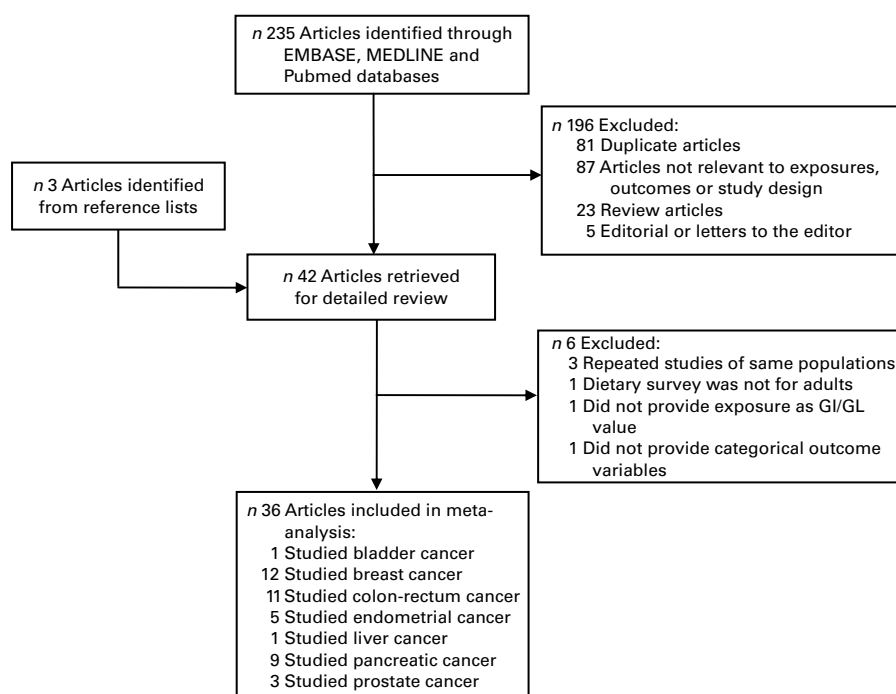 n 235 Articles identified through
EMBASE, MEDLINE and
Pubmed databases
n 196 Excluded:
81 Duplicate articles
87 Articles not relevant to exposures,
outcomes or study design
23 Review articles
5 Editorial or letters to the editor
n 3 Articles identified
from reference lists
n 42 Articles retrieved
for detailed review
n 6 Excluded:
3 Repeated studies of same populations
1 Dietary survey was not for adults
1 Did not provide exposure as GI/GL
value
1 Did not provide categorical outcome
variables
n 36 Articles included in meta-
analysis:
1 Studied bladder cancer
12 Studied breast cancer
11 Studied colon-rectum cancer
5 Studied endometrial cancer
1 Studied liver cancer
9 Studied pancreatic cancer
3 Studied prostate cancer